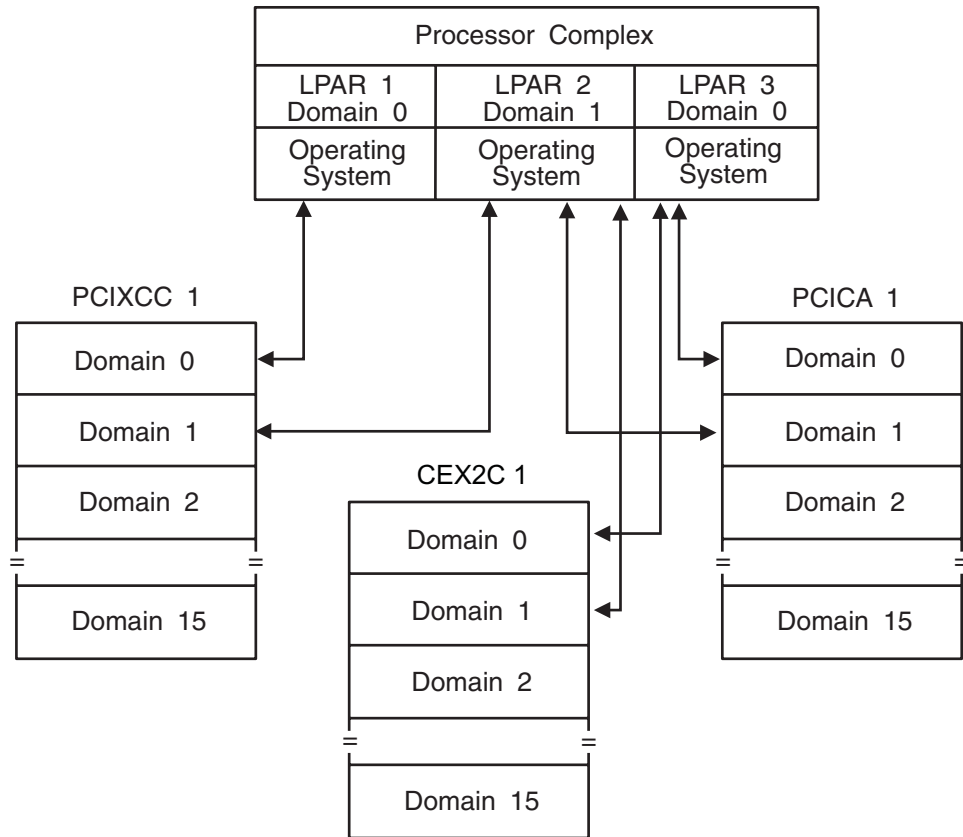 Processor Complex
LPAR 1
Domain 0
LPAR 2
Domain 1
LPAR 3
Domain 0
Operating
System
Operating
System
Operating
System
PCIXCC 1
Domain 0
Domain 1
Domain 2
=
=
Domain 15
CEX2C 1
Domain 0
Domain 1
Domain 2
=
=
Domain 15
PCICA 1
Domain 0
Domain 1
Domain 2
=
=
Domain 15